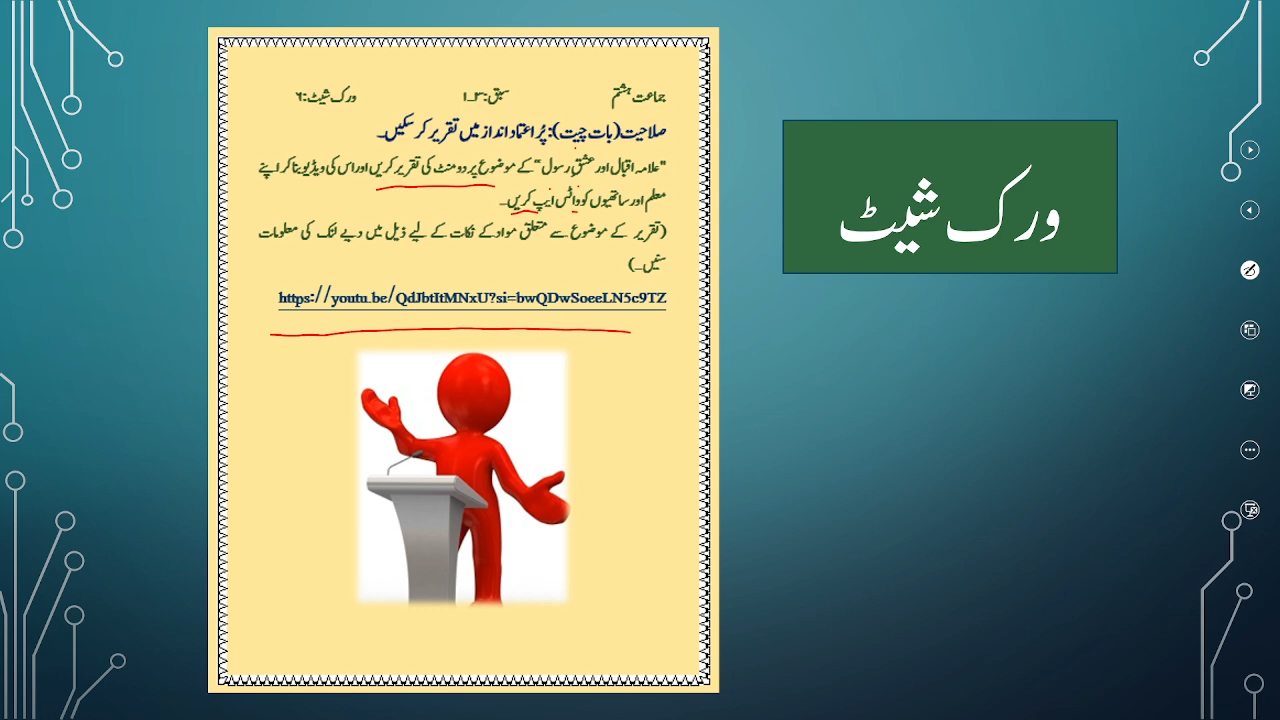 جماعت ہشتم سبق:۳۔۱ ورک شیٹ:۶
صلاحیت(بات چیت): پُر اعتماد انداز میں تقریر کر سکیں۔
"علامہ اقبال اور عشقِ رسول“ کے موضوع پر دو منٹ کی تقریر کریں اور اس کی ویڈیو بنا کر اپنے
معلم اور ساتھیوں کو واٹس ایپ کریں۔
(تقریر کے موضوع سے متعلق مواد کے نکات کے لیے ذیل میں دیے لنک کی معلومات
سنیں۔)
https://youtu.be/QdJbtItMNxU?si=bwQDwSoeeLN5c9TZ
ورک شیٹ